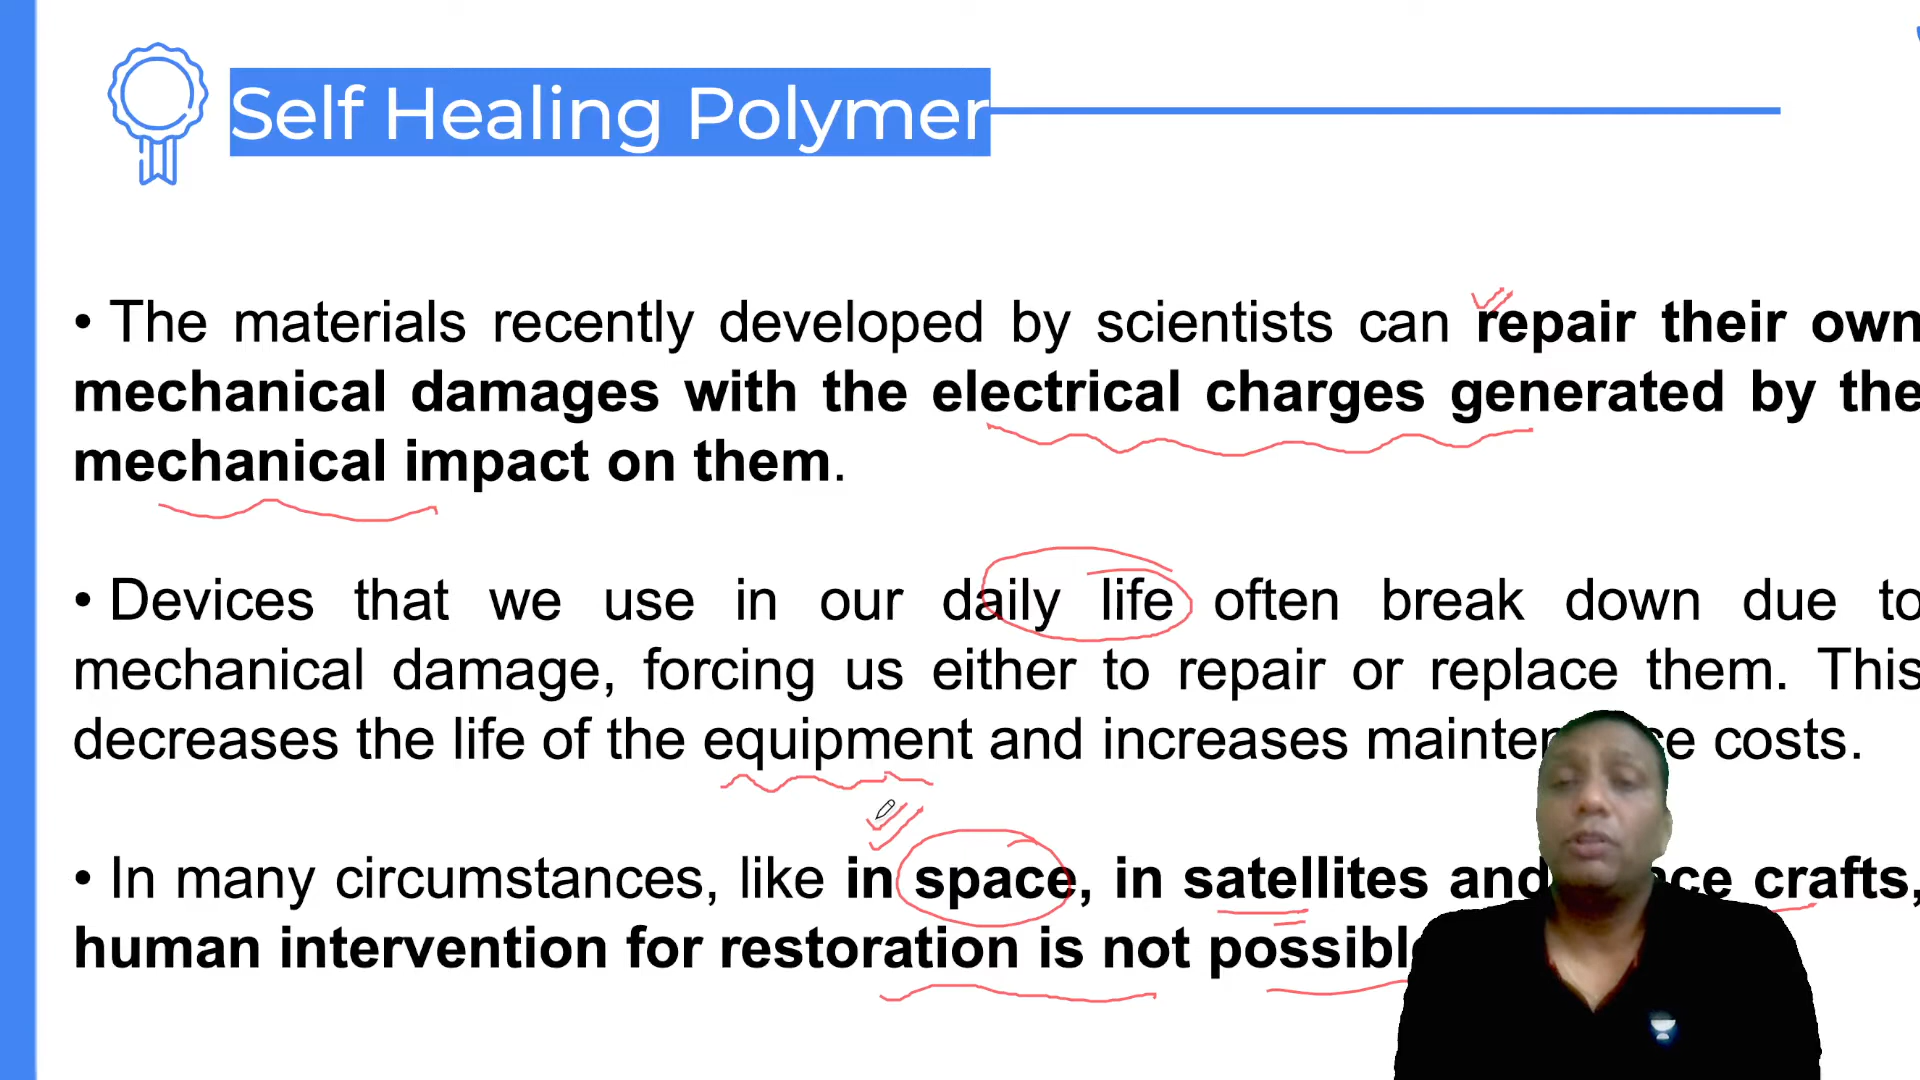 Self Healing Polymer
• The materials recently developed by scientists can repair their own
mechanical damages with the electrical charges generated by the
mechanical impact on them.
• Devices that we use in our daily life often break down due to
mechanical damage, forcing us either to repair or replace them. This
decreases the life of the equipment and increases costs.
• In many circumstances, like in space, in satellites and crafts,
human intervention for restoration is not